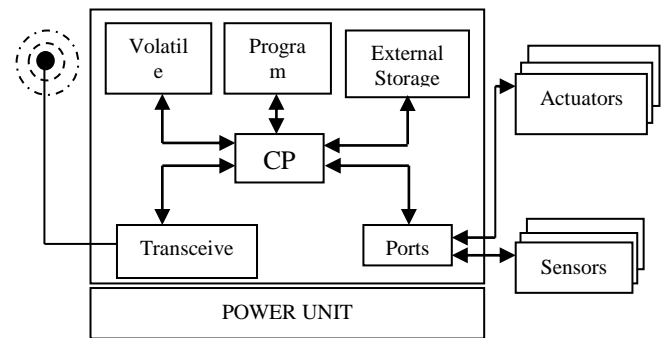 Volatil
e
Progra
m
External
Storage
Actuators
CP
Transceive
Ports
Sensors
POWER UNIT